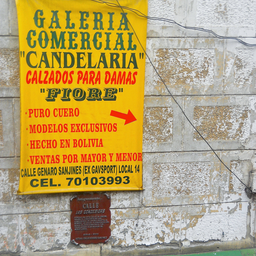 GALERIA
COMERCIAL
"CANDELARIA"
CALZADOS PARA DAMAS
"FIORE"
· PURO CUERO
· MODELOS EXCLUSIVOS
· HECHO EN BOLIVIA
· VENTAS POR MAYOR Y MENOR
CALLE GENARO SANJINES (EX GAVSPORT) LOCAL 14
CEL. 70103993
CALLE